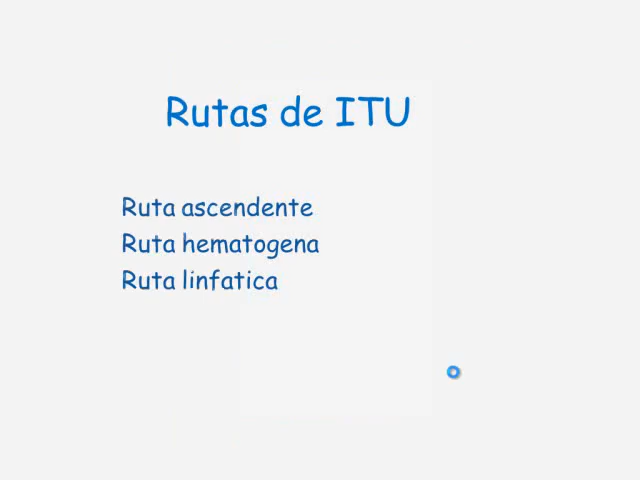 Rutas de ITU
Ruta ascendente
Ruta hematogena
Ruta linfatica